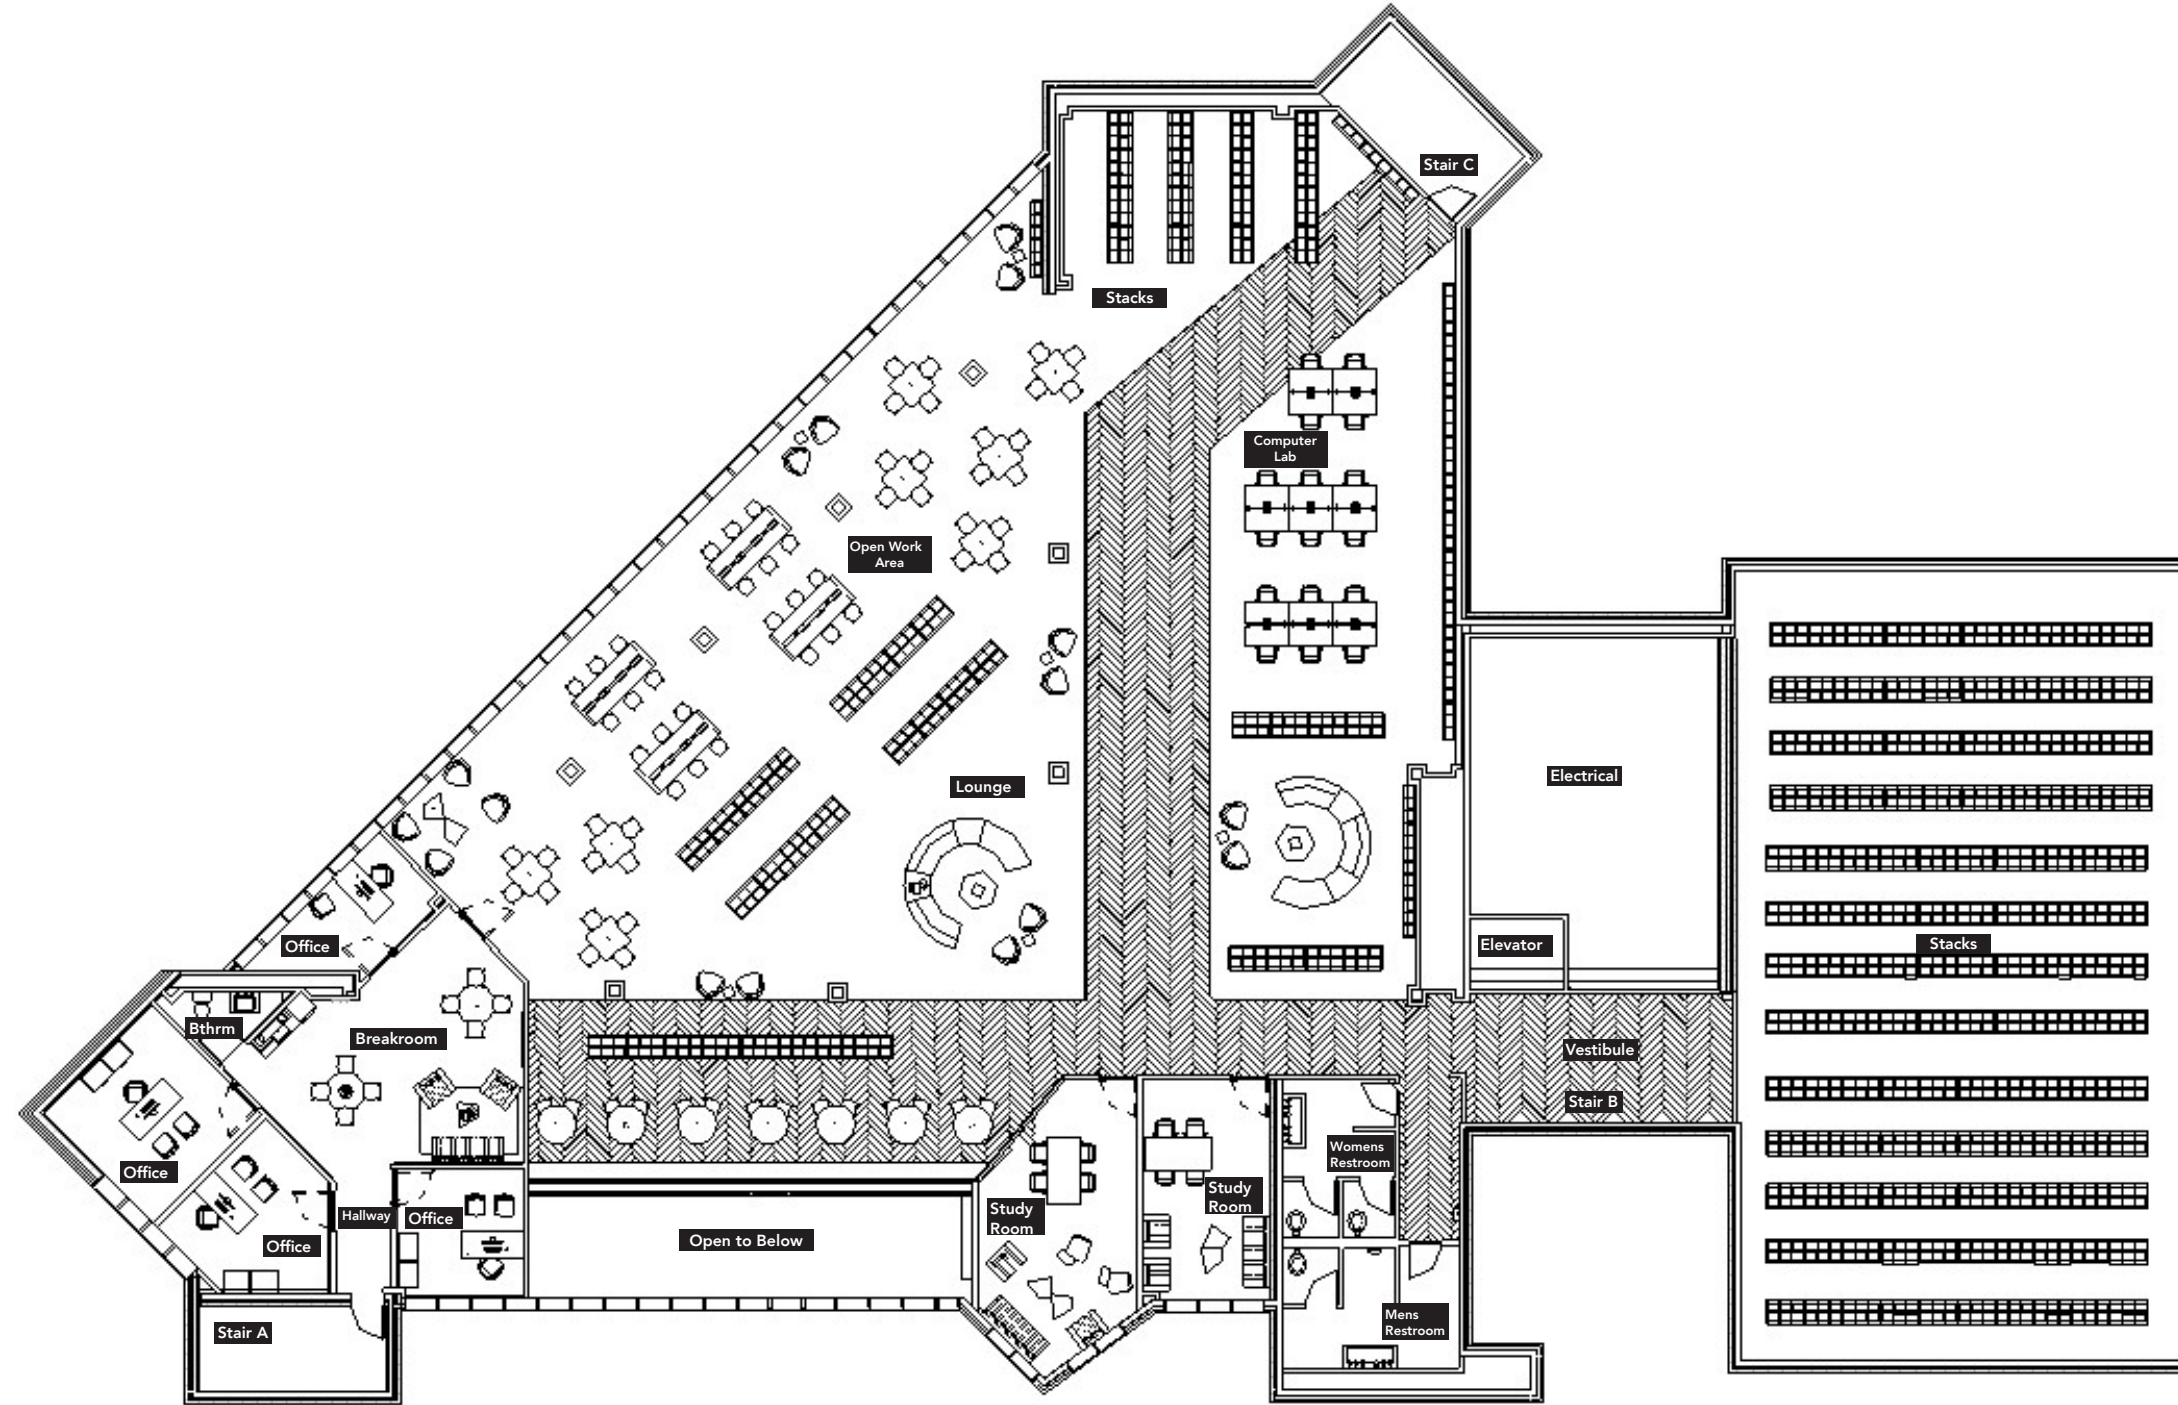 Stair C
Stacks
Computer
Lab
Open Work
Area
Electrical
Lounge
Elevator
Stacks
Office
Bthrm
Breakroom
Vestibule
Stair B
Womens
Restroom
Office
Study
Room
Study
Room
Hallway
Office
Open to Below
Office
Mens
Restroom
Stair A